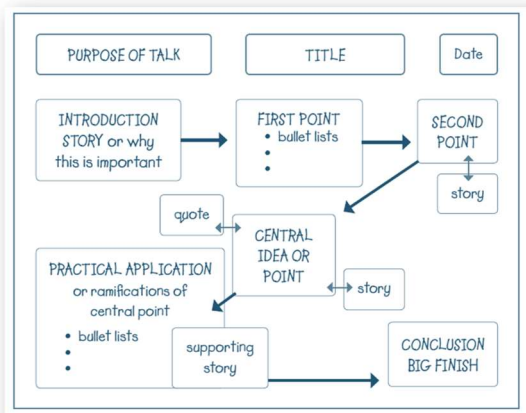 PURPOSE OF TALK
TITLE
Date
INTRODUCTION
STORY or why
this is important
FIRST POINT
• bullet lists
•
•
SECOND
POINT
story
quote
CENTRAL
IDEA OR
POINT
story
PRACTICAL APPLICATION
or ramifications of
central point
• bullet lists
•
•
supporting
story
CONCLUSION
BIG FINISH